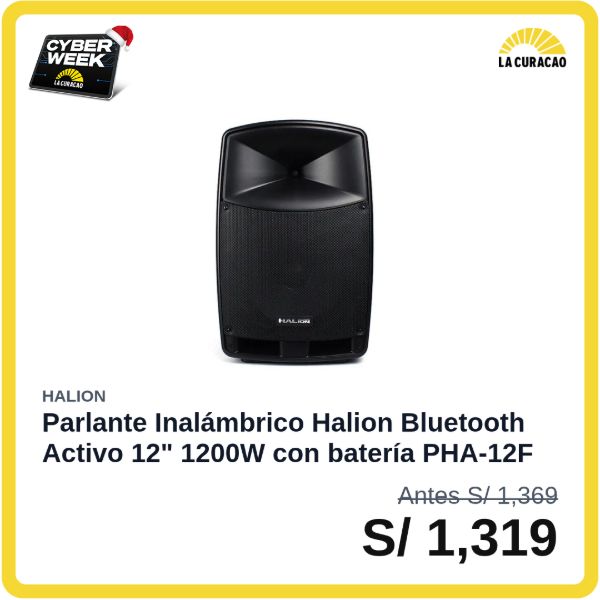 CYBER
WEEK
LA CURACAO
LA CURACAO
HALION
HALION
Parlante Inalámbrico Halion Bluetooth
Activo 12" 1200W con batería PHA-12F
Antes S/ 1,369
S/ 1,319